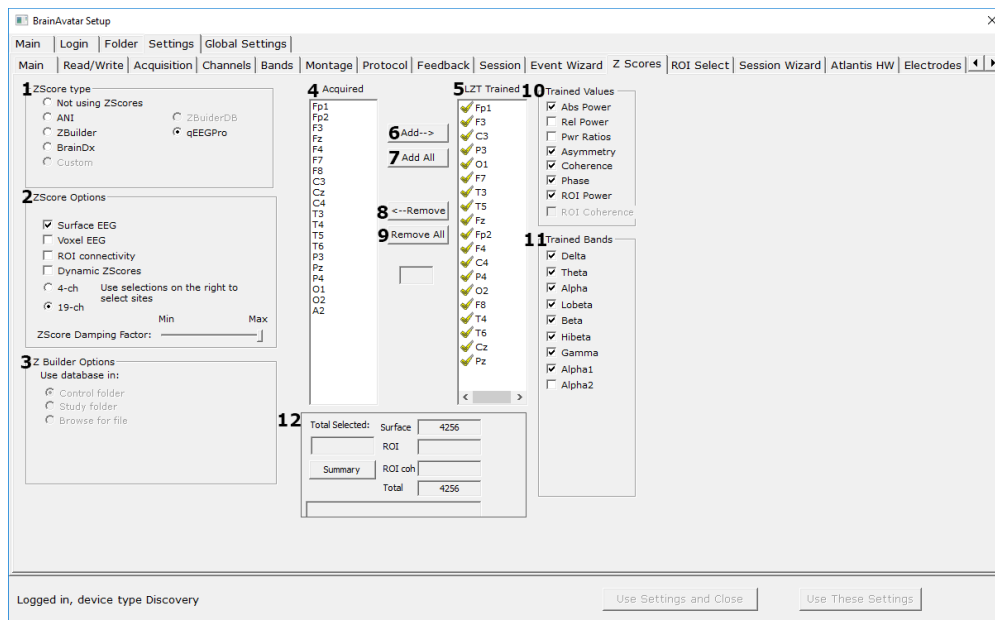 BrainAvatar Setup
Main Login Folder Settings Global Settings
Main Read/Write Acquisition Channels Bands Montage Protocol Feedback Session Event Wizard Z Scores ROI Select Session Wizard Atlantis HW Electrodes
1 ZScore type
Not using ZScores
ANI
ZBuiderDB
ZBuilder
qEEGPro
BrainDx
Custom
2 ZScore Options
Surface EEG
Voxel EEG
ROI connectivity
Dynamic ZScores
4-ch
Use selections on the right to
select sites
19-ch
Min Max
ZScore Damping Factor:
3 Z Builder Options
Use database in:
Control folder
Study folder
Browse for file
4 Acquired
Fp1
Fp2
F3
Fz
F4
F7
F8
C3
Cz
C4
T3
T4
T5
T6
P3
Pz
P4
O1
O2
A2
6 Add-->
7 Add All
8 <--Remove
9 Remove All
5 LZT Trained
Fp1
F3
C3
P3
O1
F7
T3
T5
Fz
Fp2
F4
C4
P4
O2
F8
T4
T6
Cz
Pz
10 Trained Values
Abs Power
Rel Power
Pwr Ratios
Asymmetry
Coherence
Phase
ROI Power
ROI Coherence
11 Trained Bands
Delta
Theta
Alpha
Lobeta
Beta
Hibeta
Gamma
Alpha1
Alpha2
12
Total Selected: Surface 4256
ROI
Summary ROI coh
Total 4256
Logged in, device type Discovery
Use Settings and Close
Use These Settings